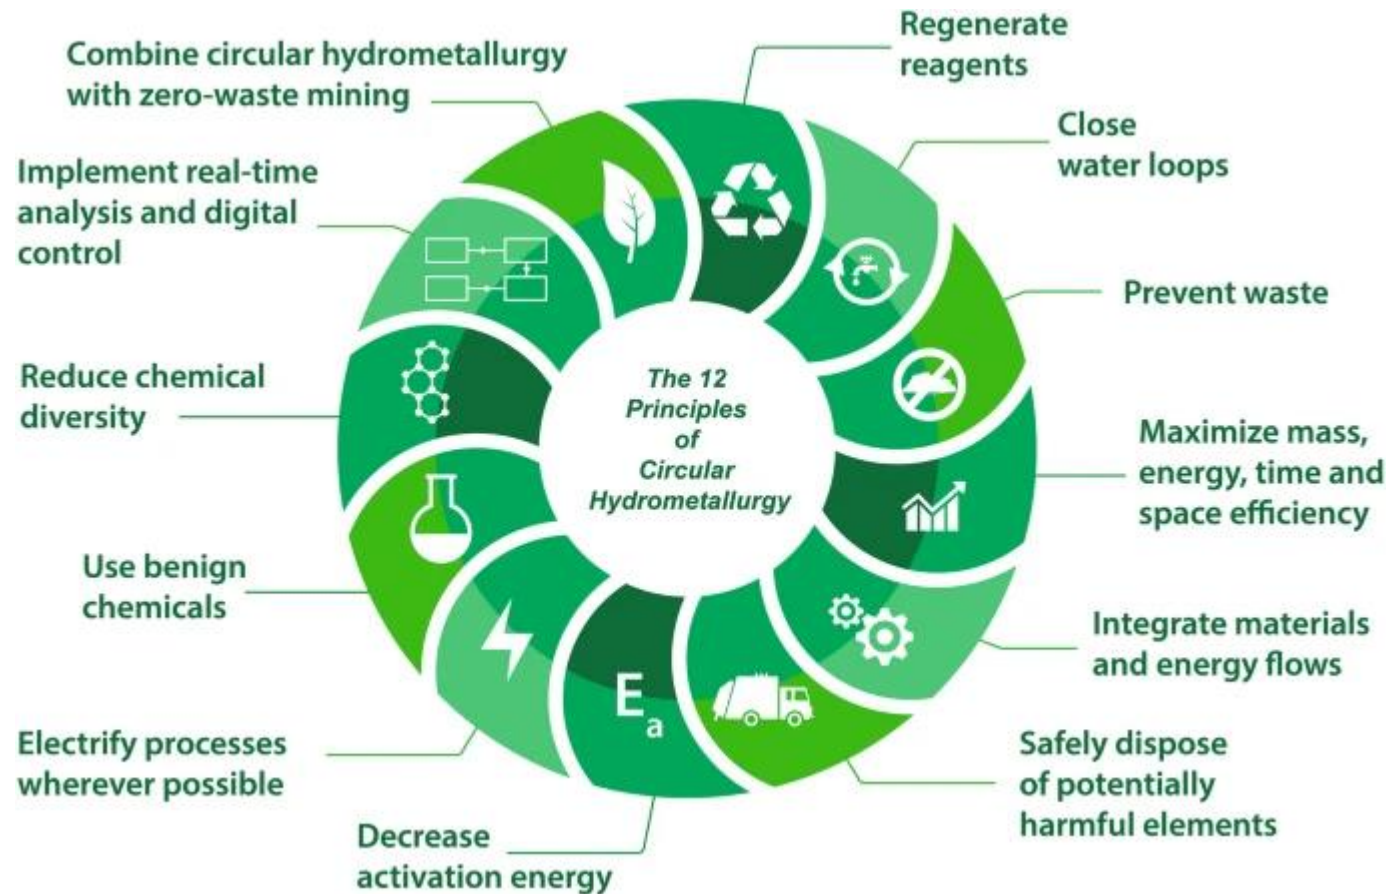 Regenerate
reagents
Close
water loops
Prevent waste
Maximize mass,
energy, time and
space efficiency
Integrate materials
and energy flows
Safely dispose
of potentially
harmful elements
Decrease
activation energy
Electrify processes
wherever possible
Use benign
chemicals
Reduce chemical
diversity
Implement real-time
analysis and digital
control
Combine circular hydrometallurgy
with zero-waste mining
The 12
Principles
of
Circular
Hydrometallurgy
Ea